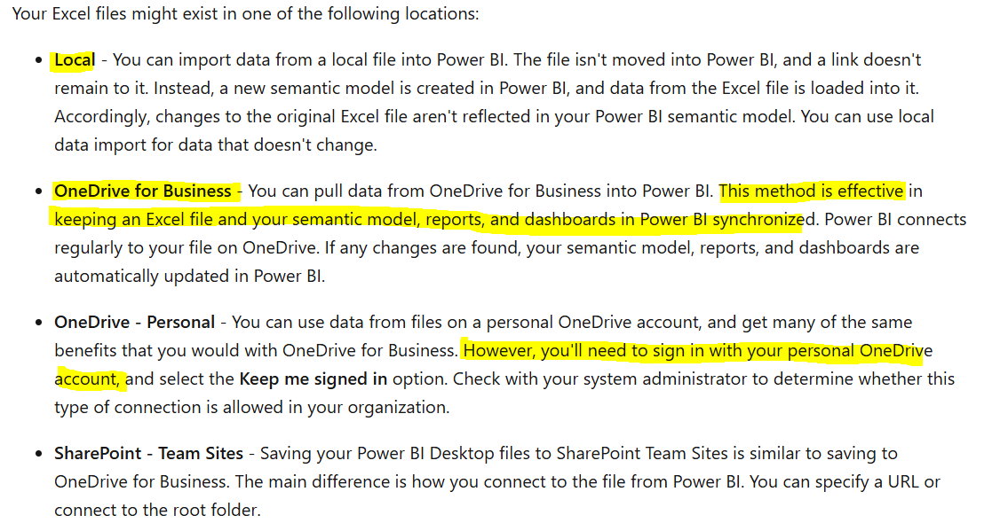 Your Excel files might exist in one of the following locations:
• Local - You can import data from a local file into Power BI. The file isn't moved into Power BI, and a link doesn't
remain to it. Instead, a new semantic model is created in Power BI, and data from the Excel file is loaded into it.
Accordingly, changes to the original Excel file aren't reflected in your Power BI semantic model. You can use local
data import for data that doesn't change.
• OneDrive for Business - You can pull data from OneDrive for Business into Power BI. This method is effective in
keeping an Excel file and your semantic model, reports, and dashboards in Power BI synchronized. Power BI connects
regularly to your file on OneDrive. If any changes are found, your semantic model, reports, and dashboards are
automatically updated in Power BI.
• OneDrive - Personal - You can use data from files on a personal OneDrive account, and get many of the same
benefits that you would with OneDrive for Business. However, you'll need to sign in with your personal OneDrive
account, and select the Keep me signed in option. Check with your system administrator to determine whether this
type of connection is allowed in your organization.
• SharePoint - Team Sites - Saving your Power BI Desktop files to SharePoint Team Sites is similar to saving to
OneDrive for Business. The main difference is how you connect to the file from Power BI. You can specify a URL or
connect to the root folder.